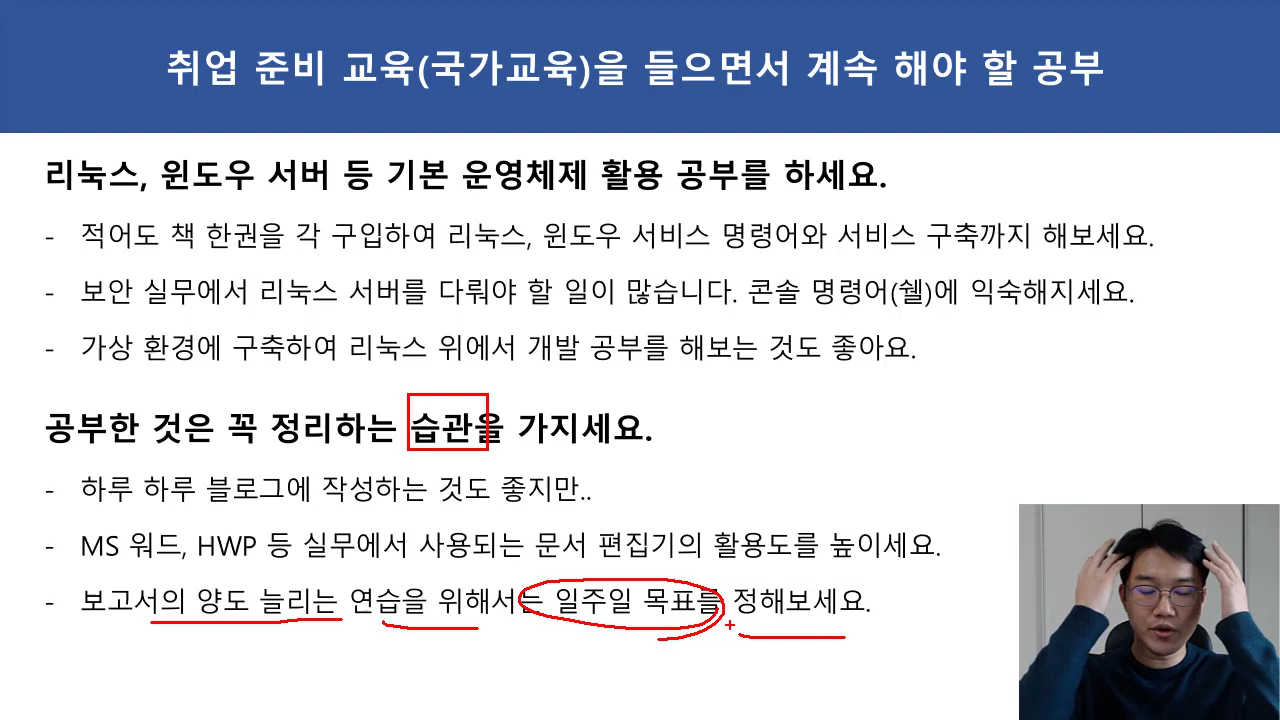 취업 준비 교육(국가교육)을 들으면서 계속 해야 할 공부
리눅스, 윈도우 서버 등 기본 운영체제 활용 공부를 하세요.
- 적어도 책 한권을 각 구입하여 리눅스, 윈도우 서비스 명령어와 서비스 구축까지 해보세요.
- 보안 실무에서 리눅스 서버를 다뤄야 할 일이 많습니다. 콘솔 명령어(쉘)에 익숙해지세요.
- 가상 환경에 구축하여 리눅스 위에서 개발 공부를 해보는 것도 좋아요.
공부한 것은 꼭 정리하는 습관을 가지세요.
- 하루 하루 블로그에 작성하는 것도 좋지만..
- MS 워드, HWP 등 실무에서 사용되는 문서 편집기의 활용도를 높이세요.
- 보고서의 양도 늘리는 연습을 위해서는 일주일 목표를 정해보세요.